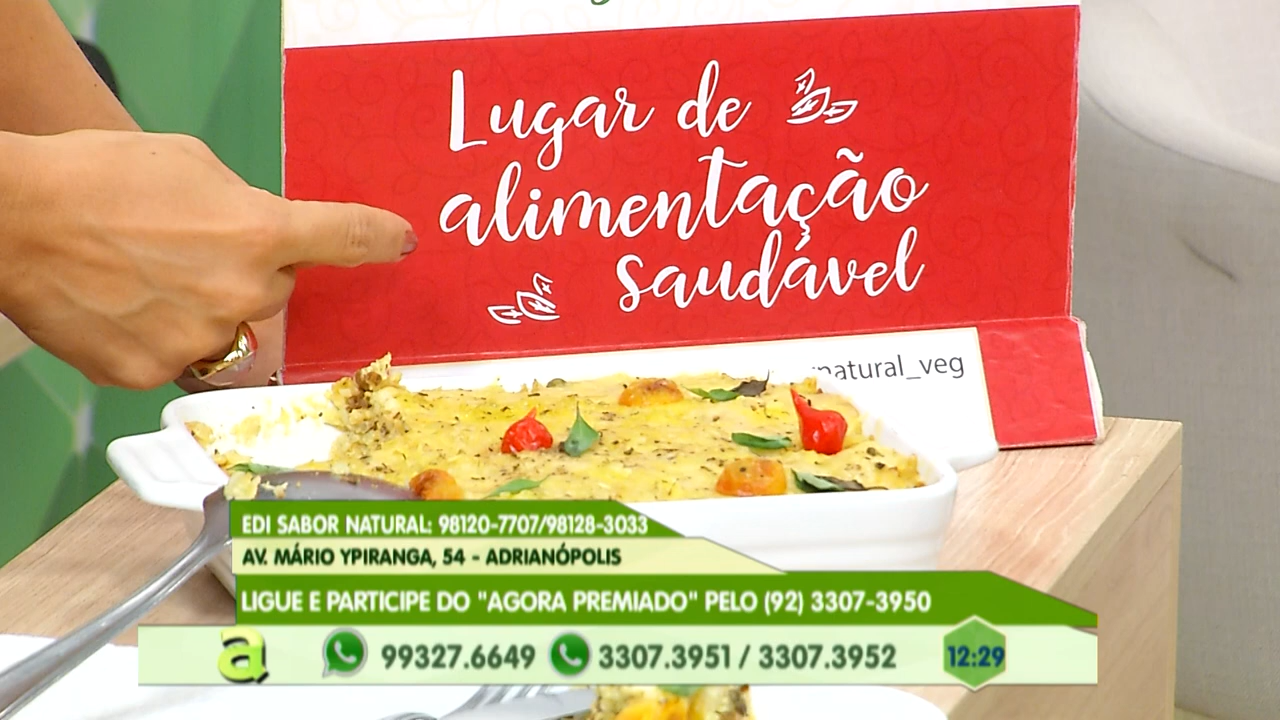 Lugar de
alimentação
saudável
natural_veg
EDI SABOR NATURAL: 98120-7707/98128-3033
AV. MÁRIO YPIRANGA, 54 - ADRIANÓPOLIS
LIGUE E PARTICIPE DO "AGORA PREMIADO" PELO (92) 3307-3950
a 99327.6649 3307.3951 / 3307.3952 12:29